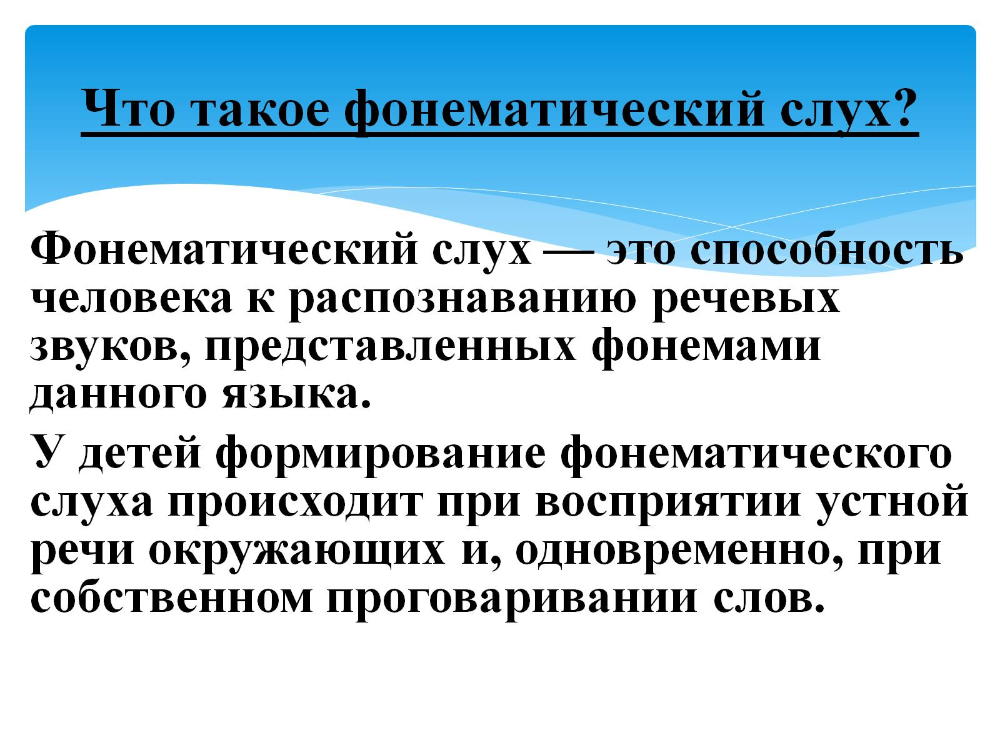 Что такое фонематический слух?
Фонематический слух — это способность
человека к распознаванию речевых
звуков, представленных фонемами
данного языка.
У детей формирование фонематического
слуха происходит при восприятии устной
речи окружающих и, одновременно, при
собственном проговаривании слов.